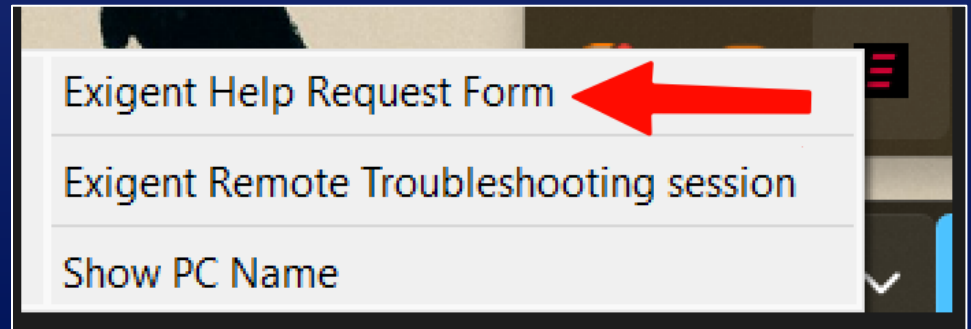 Exigent Help Request Form
Exigent Remote Troubleshooting session
Show PC Name